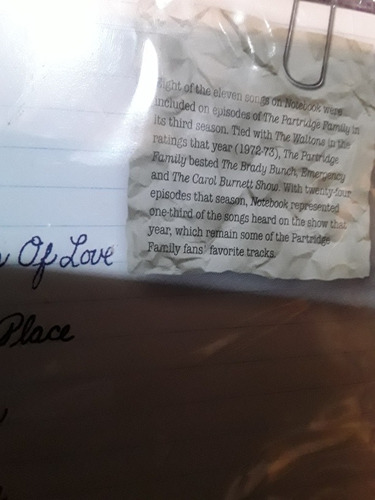 Eight of the eleven songs on Notebook were
included on episodes of The Partridge Family in
its third season. Tied with The Waltons in the
ratings that year (1972-73), The Partridge
Family bested The Brady Bunch, Emergency
and The Carol Burnett Show. With twenty-four
episodes that season, Notebook represented
one-third of the songs heard on the show that
year, which remain some of the Partridge
Family fans' favorite tracks.
Of Love
Place